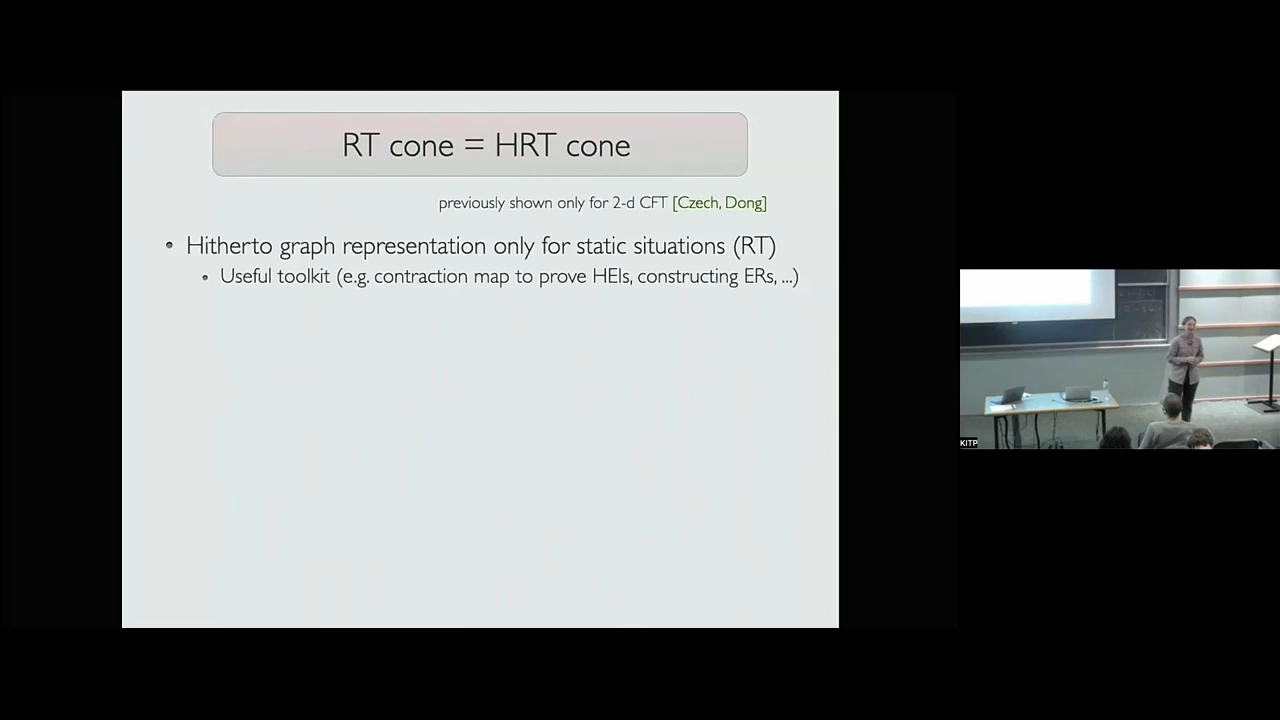 RT cone = HRT cone
previously shown only for 2-d CFT [Czech, Dong]
• Hitherto graph representation only for static situations (RT)
• Useful toolkit (e.g. contraction map to prove HEIs, constructing ERs, ...)
KITP